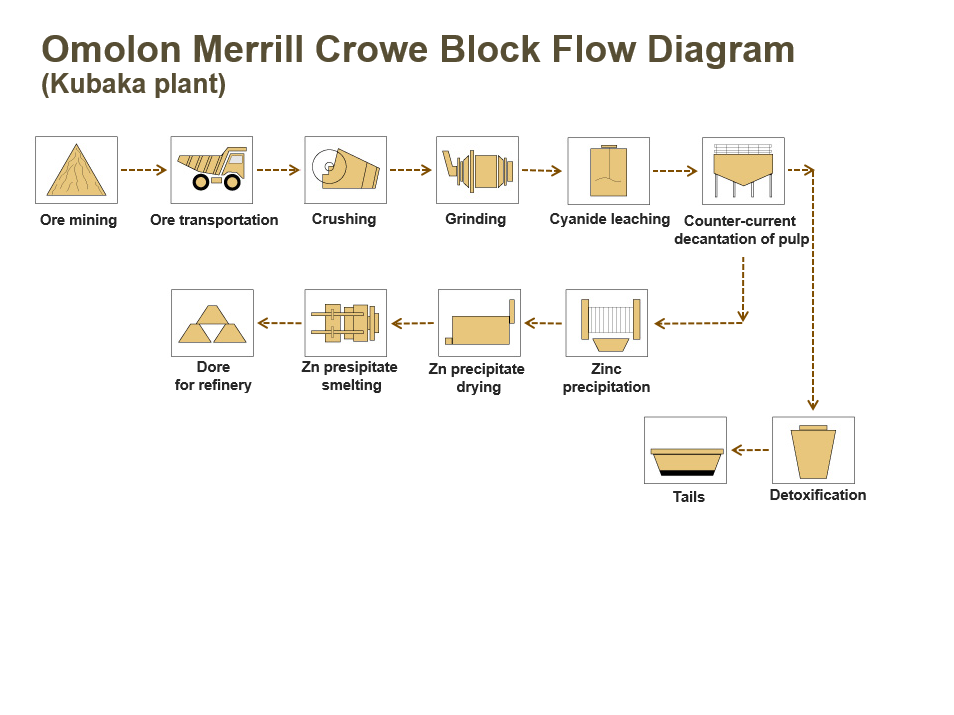 Omolon Merrill Crowe Block Flow Diagram
(Kubaka plant)
Ore mining
Ore transportation
Crushing
Grinding
Cyanide leaching
Counter-current
decantation of pulp
Dore
for refinery
Zn presipitate
smelting
Zn precipitate
drying
Zinc
precipitation
Tails
Detoxification